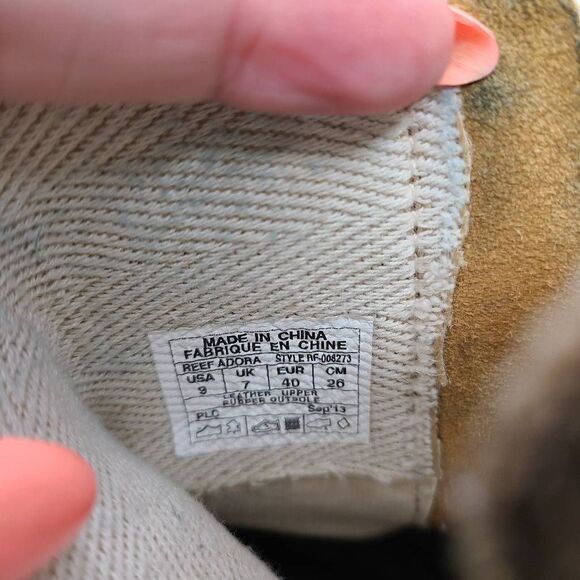 MADE IN CHINA
FABRIQUE EN CHINE
REEF ADORA STYLE RF-008273
USA UK EUR CM
9 7 40 26
LEATHER UPPER
RUBBER OUTSOLE
PLC Sep'13